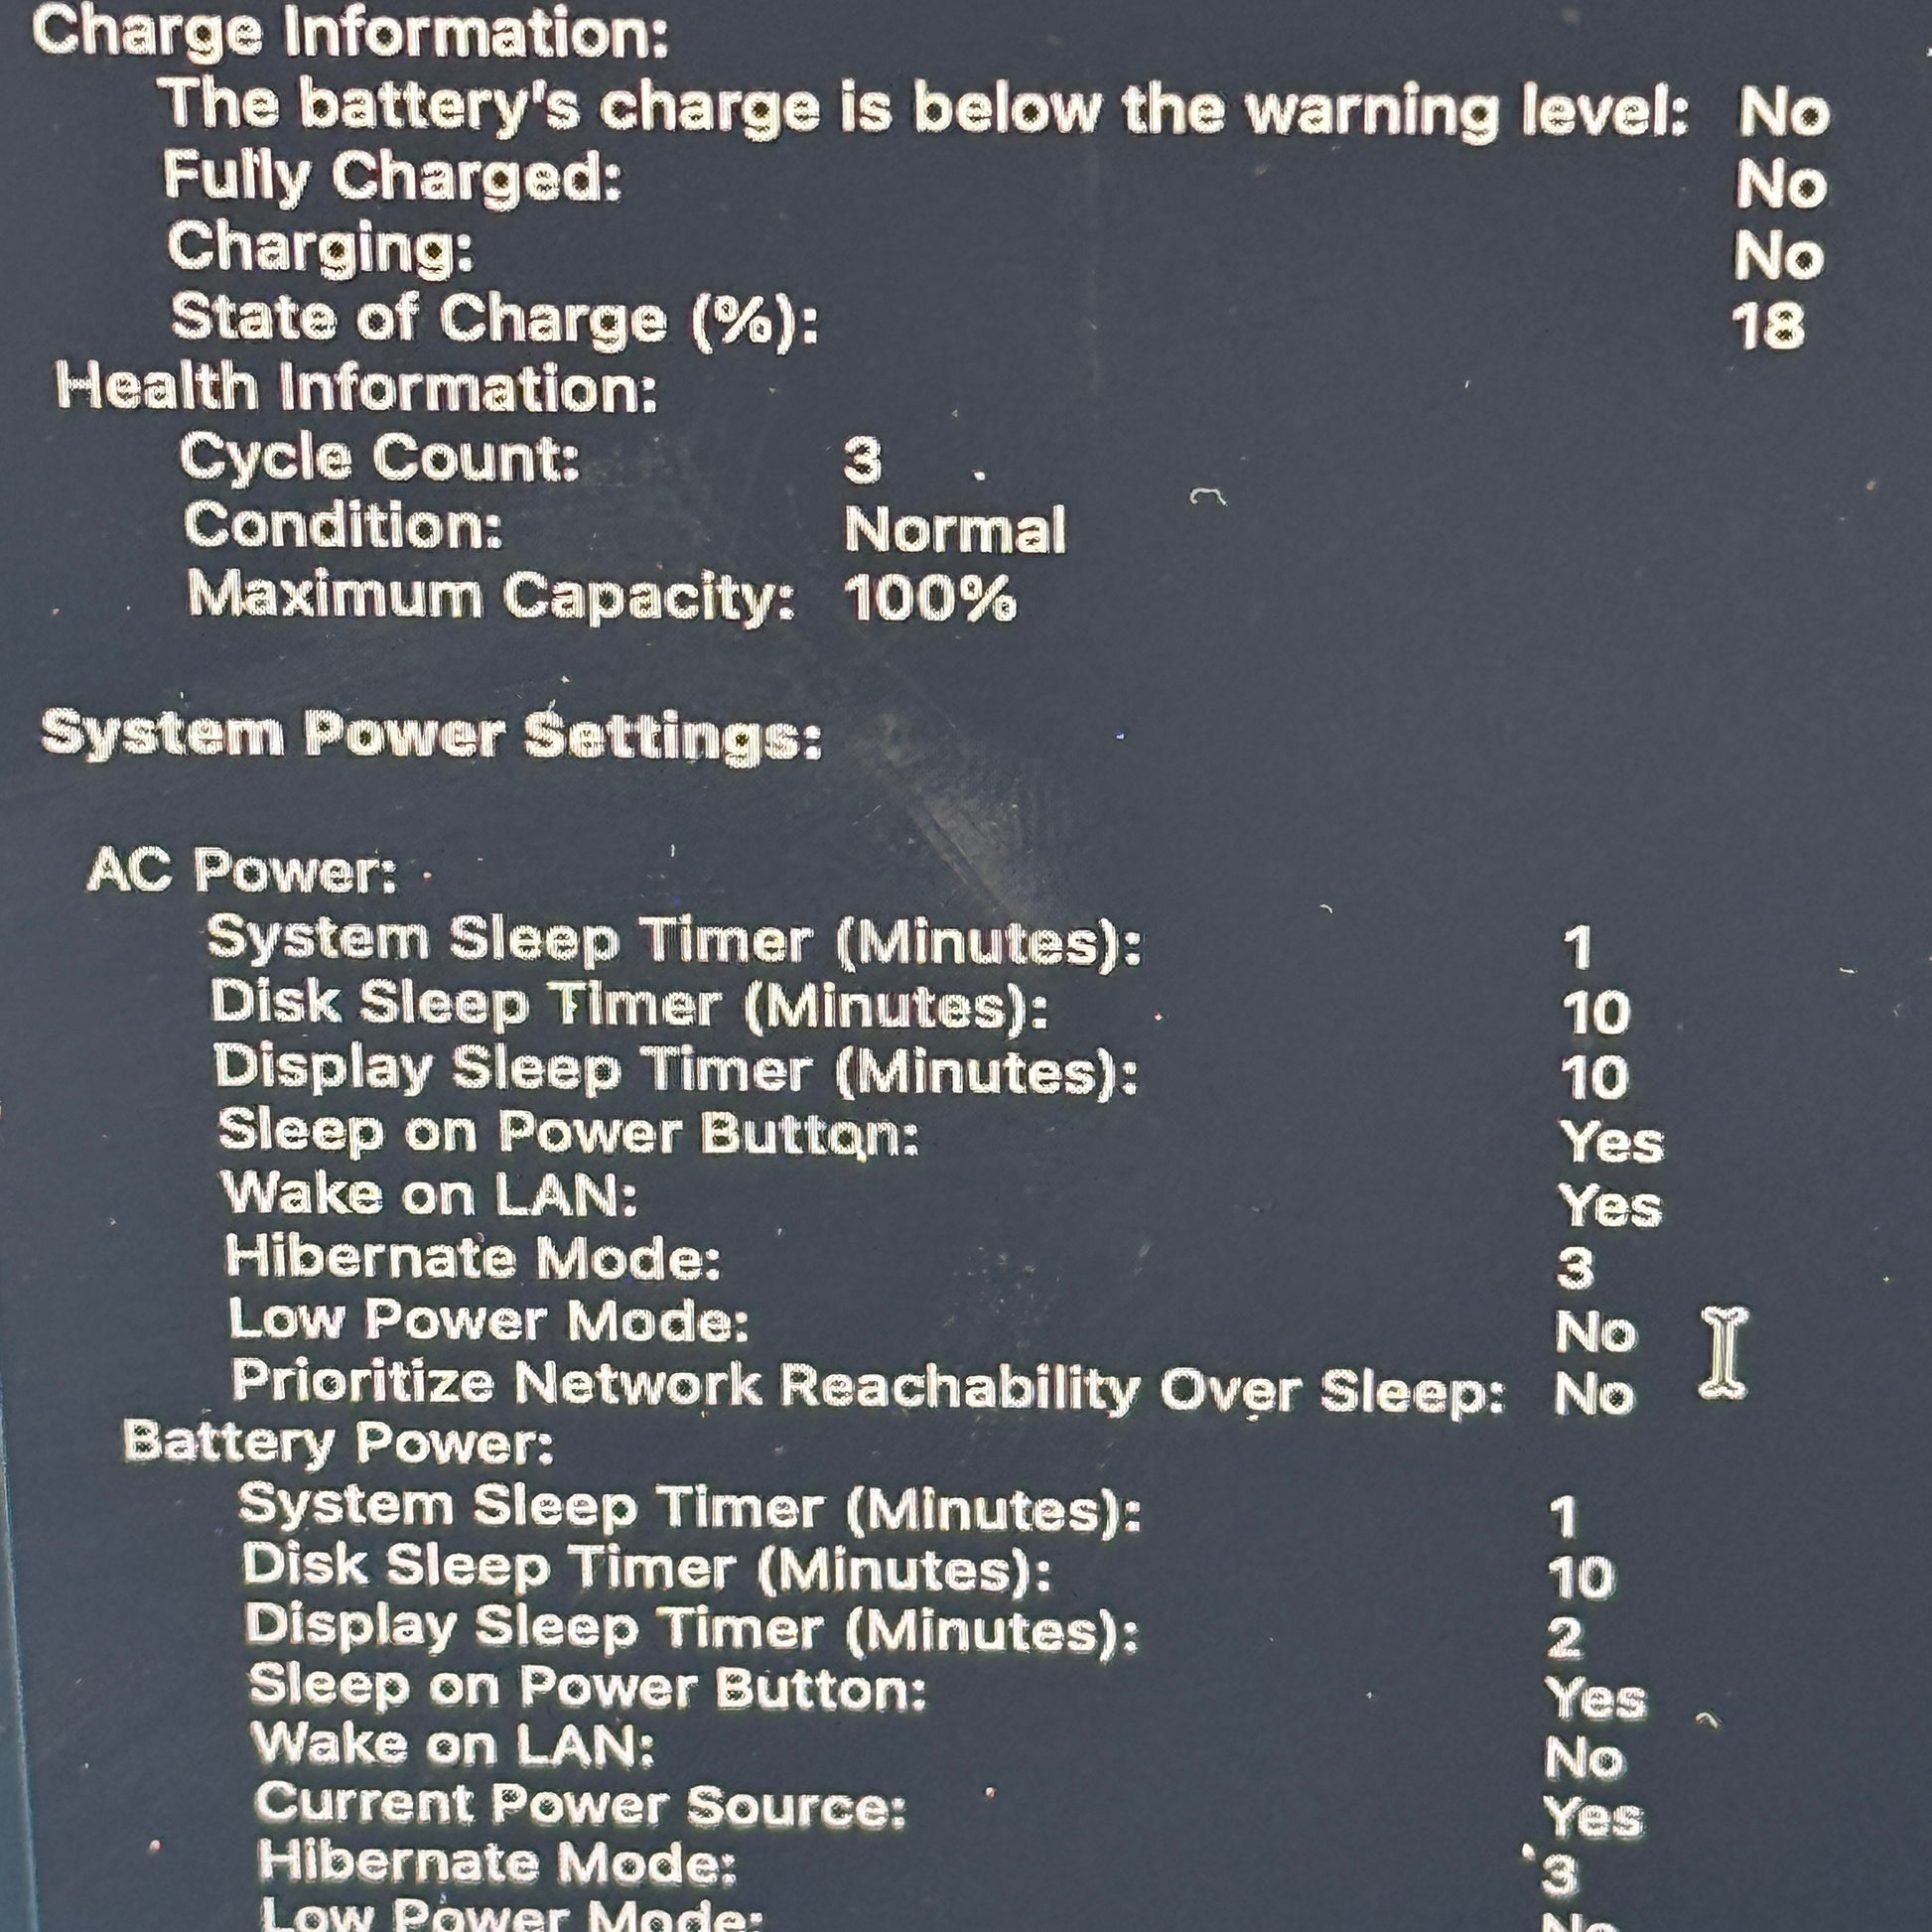 Charge Information:
The battery's charge is below the warning level: No
Fully Charged: No
Charging: No
State of Charge (%): 18
Health Information:
Cycle Count: 3
Condition: Normal
Maximum Capacity: 100%
System Power Settings:
AC Power:
System Sleep Timer (Minutes): 1
Disk Sleep Timer (Minutes): 10
Display Sleep Timer (Minutes): 10
Sleep on Power Button: Yes
Wake on LAN: Yes
Hibernate Mode: 3
Low Power Mode: No
Prioritize Network Reachability Over Sleep: No
Battery Power:
System Sleep Timer (Minutes): 1
Disk Sleep Timer (Minutes): 10
Display Sleep Timer (Minutes): 2
Sleep on Power Button: Yes
Wake on LAN: No
Current Power Source: Yes
Hibernate Mode: 3
Low Power Mode: No